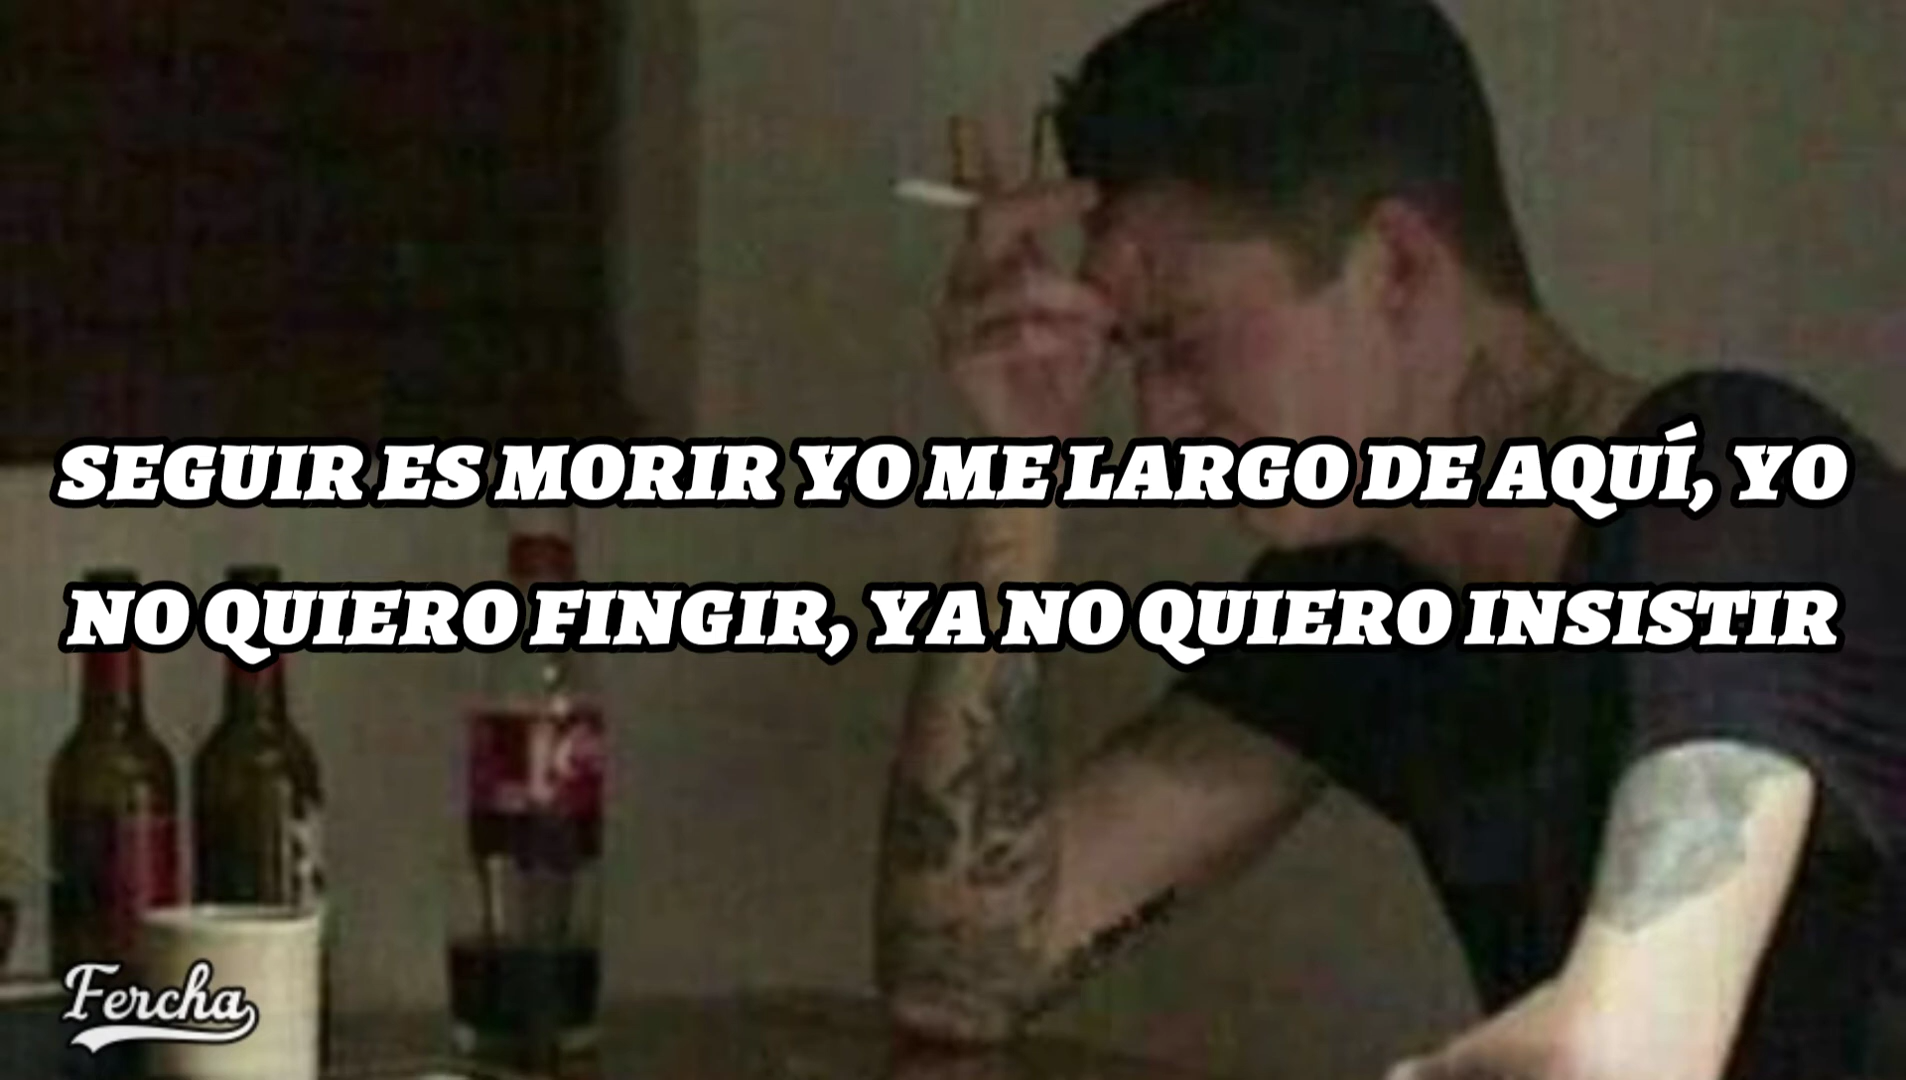 SEGUIR ES MORIR YO ME LARGO DE AQUÍ, YO
NO QUIERO FINGIR, YA NO QUIERO INSISTIR
Fercha